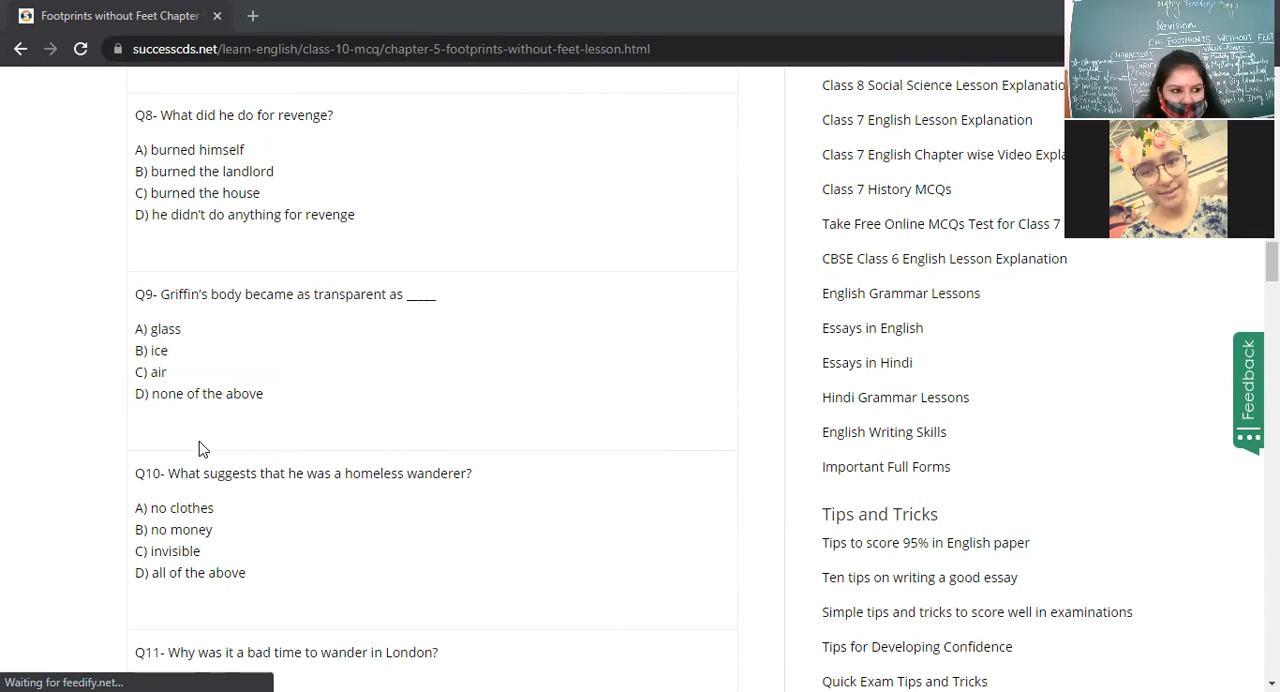 Footprints without Feet Chapter
successcds.net/learn-english/class-10-mcq/chapter-5-footprints-without-feet-lesson.html
Q8- What did he do for revenge?
A) burned himself
B) burned the landlord
C) burned the house
D) he didn't do anything for revenge
Q9- Griffin's body became as transparent as _____
A) glass
B) ice
C) air
D) none of the above
Q10- What suggests that he was a homeless wanderer?
A) no clothes
B) no money
C) invisible
D) all of the above
Q11- Why was it a bad time to wander in London?
Waiting for feedify.net...
Class 8 Social Science Lesson Explanatio
Class 7 English Lesson Explanation
Class 7 English Chapter wise Video Expla
Class 7 History MCQs
Take Free Online MCQs Test for Class 7
CBSE Class 6 English Lesson Explanation
English Grammar Lessons
Essays in English
Essays in Hindi
Hindi Grammar Lessons
English Writing Skills
Important Full Forms
Tips and Tricks
Tips to score 95% in English paper
Ten tips on writing a good essay
Simple tips and tricks to score well in examinations
Tips for Developing Confidence
Quick Exam Tips and Tricks
Feedback
Revision
FOOTPRINTS WITHOUT FEET
CHARACTERS